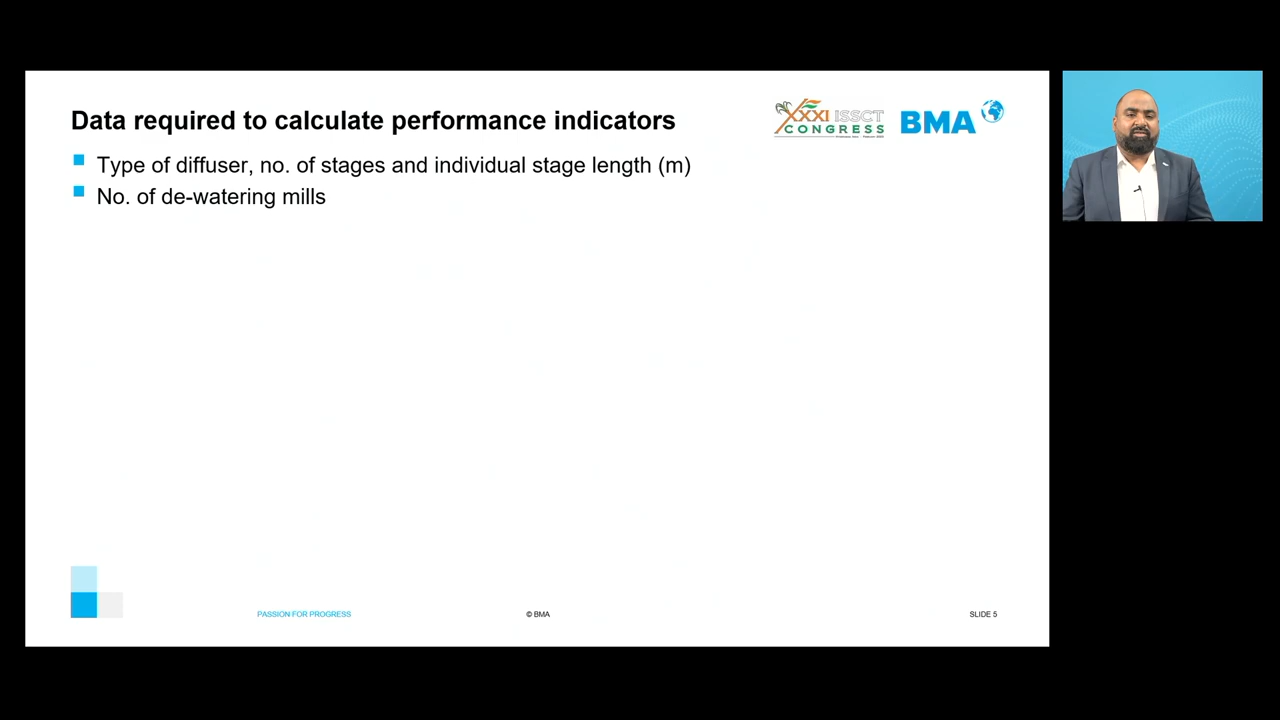 Data required to calculate performance indicators
XXXI ISSCT
CONGRESS
BMA
Type of diffuser, no. of stages and individual stage length (m)
No. of de-watering mills
PASSION FOR PROGRESS
© BMA
SLIDE 5